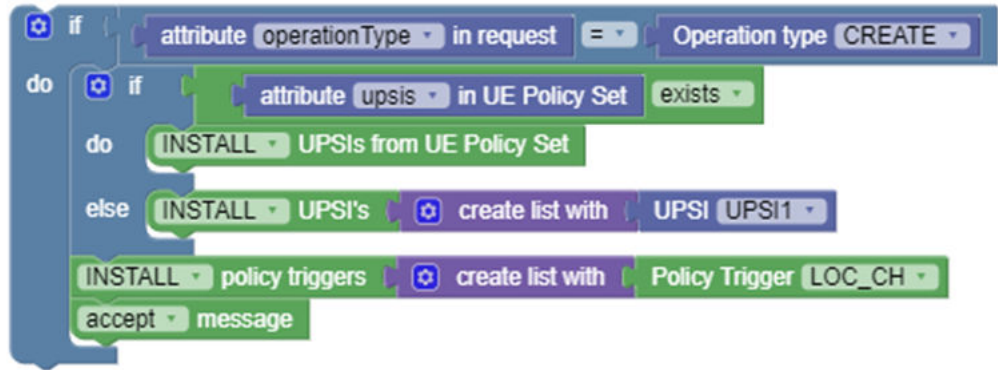 if attribute operationType in request = Operation type CREATE
do if attribute upsis in UE Policy Set exists
do INSTALL UPSIs from UE Policy Set
else INSTALL UPSI's create list with UPSI UPSI1
INSTALL policy triggers create list with Policy Trigger LOC_CH
accept message